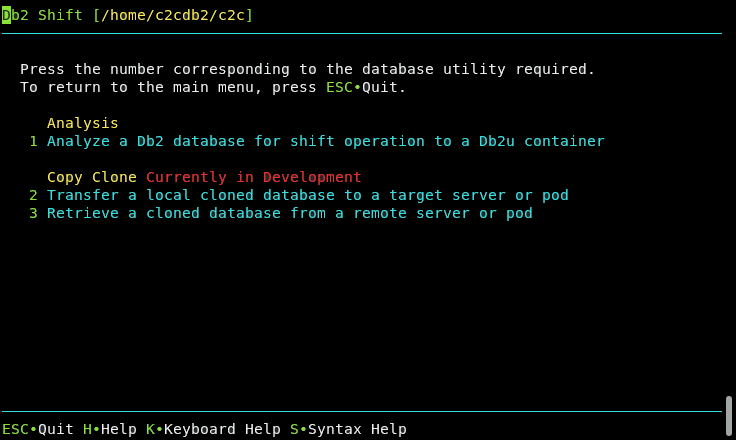 Db2 Shift [/home/c2cdb2/c2c]
Press the number corresponding to the database utility required.
To return to the main menu, press ESC•Quit.
Analysis
1 Analyze a Db2 database for shift operation to a Db2u container
Copy Clone Currently in Development
2 Transfer a local cloned database to a target server or pod
3 Retrieve a cloned database from a remote server or pod
ESC•Quit H•Help K•Keyboard Help S•Syntax Help